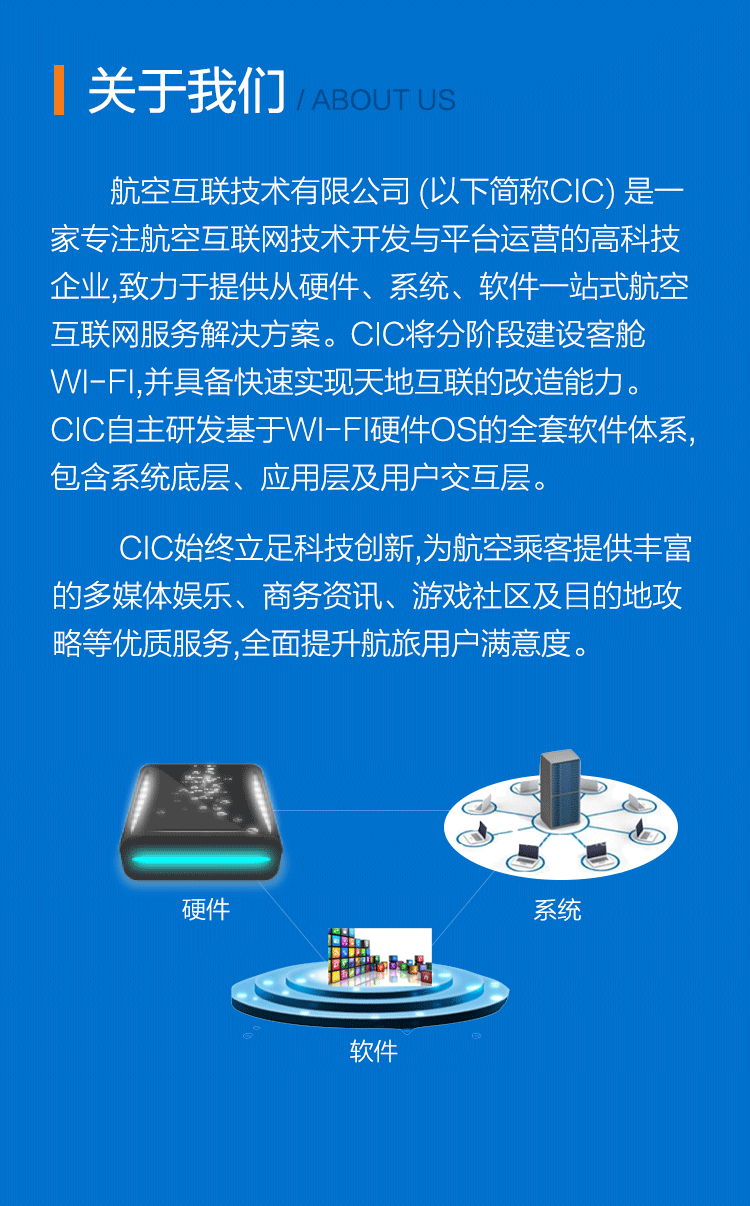 关于我们 / ABOUT US
航空互联技术有限公司 (以下简称CIC) 是一
家专注航空互联网技术开发与平台运营的高科技
企业,致力于提供从硬件、系统、软件一站式航空
互联网服务解决方案。CIC将分阶段建设客舱
WI-FI,并具备快速实现天地互联的改造能力。
CIC自主研发基于WI-FI硬件OS的全套软件体系,
包含系统底层、应用层及用户交互层。
CIC始终立足科技创新,为航空乘客提供丰富
的多媒体娱乐、商务资讯、游戏社区及目的地攻
略等优质服务,全面提升航旅用户满意度。
硬件
系统
软件